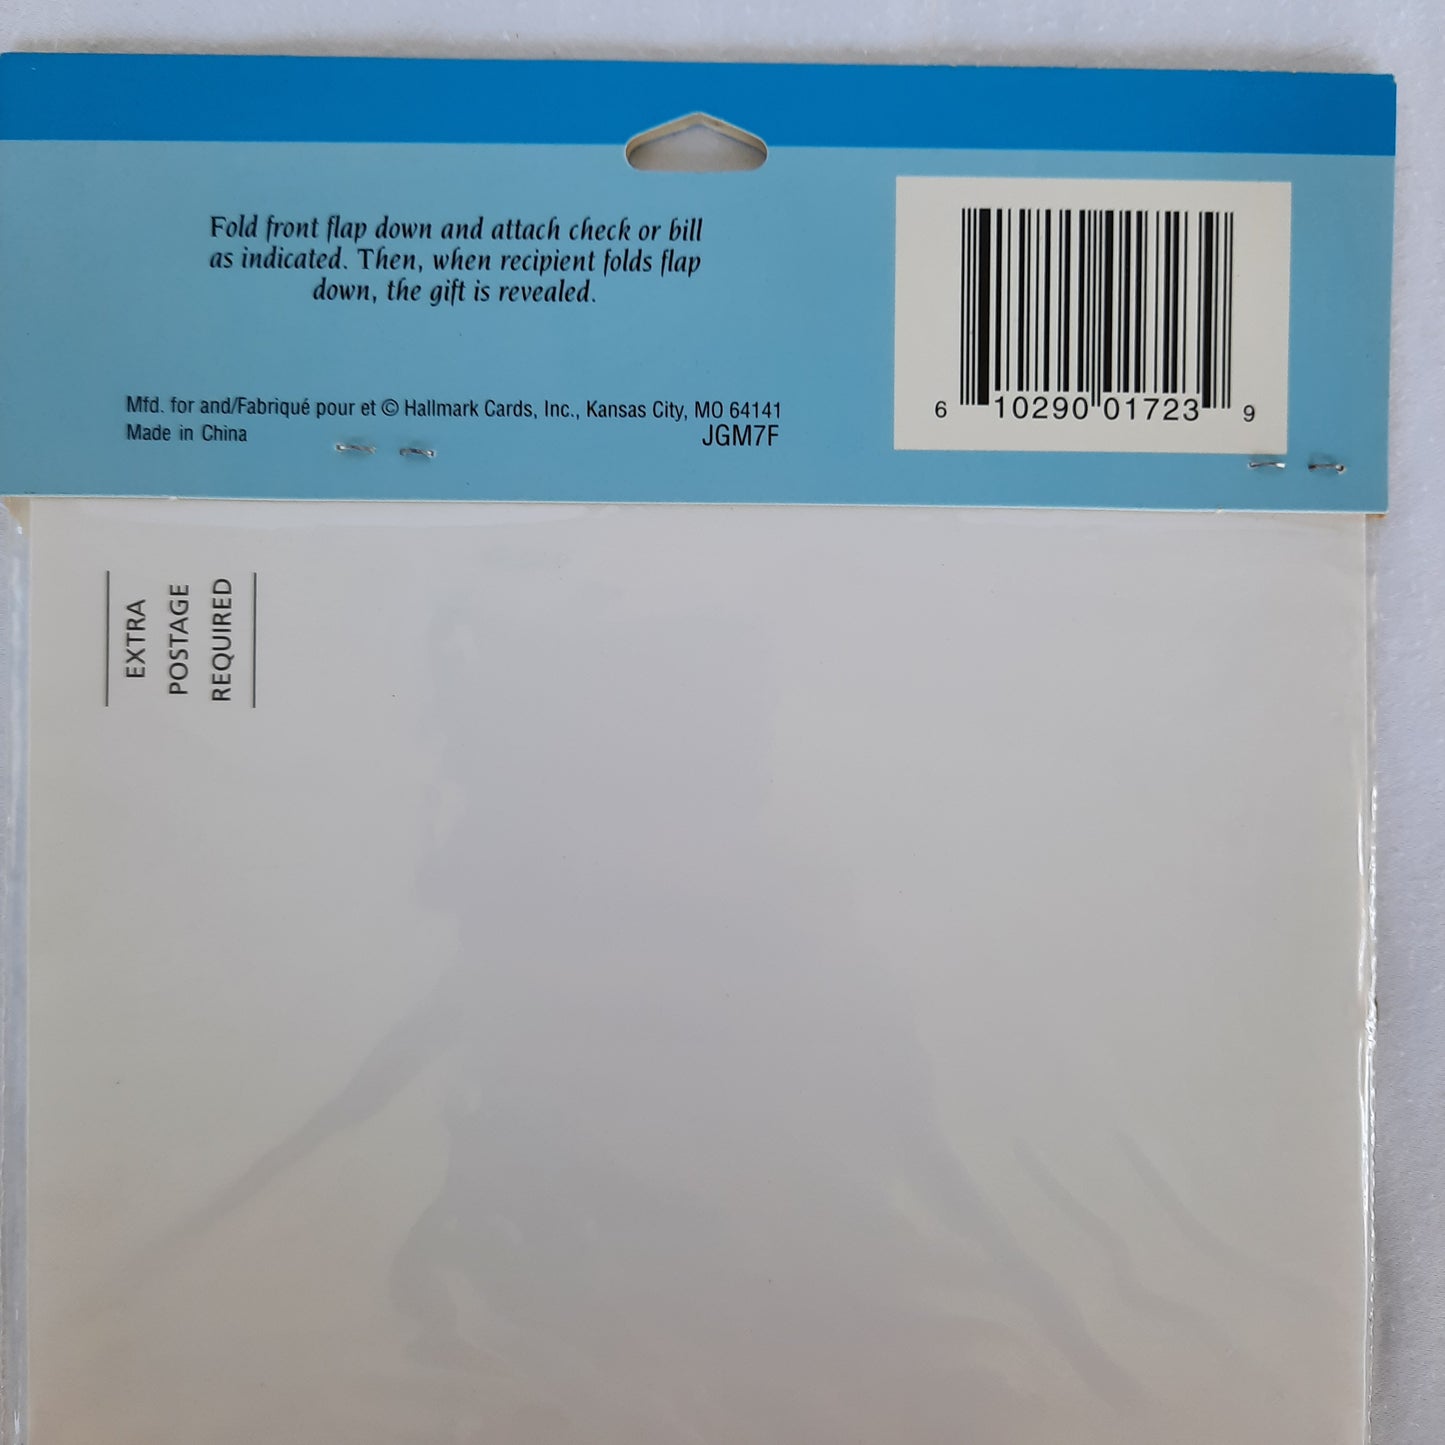 Fold front flap down and attach check or bill
as indicated. Then, when recipient folds flap
down, the gift is revealed.
Mfd. for and/Fabriqué pour et © Hallmark Cards, Inc., Kansas City, MO 64141
Made in China
JGM7F
6 10290 01723 9
EXTRA
POSTAGE
REQUIRED